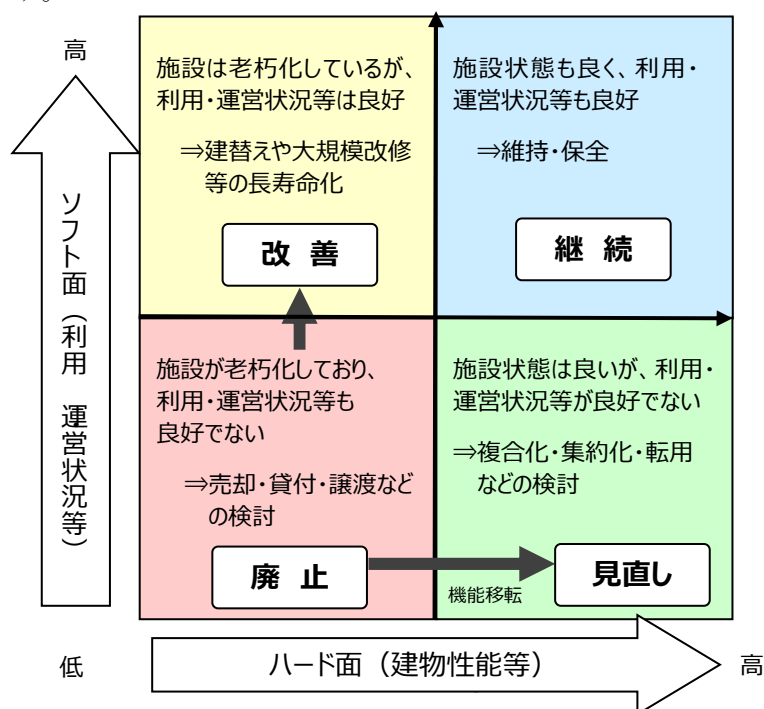 高
ソフト面（利用　運営状況等）
低
施設は老朽化しているが、
利用・運営状況等は良好
⇒建替えや大規模改修
等の長寿命化
改 善
施設状態も良く、利用・
運営状況等も良好
⇒維持・保全
継 続
施設が老朽化しており、
利用・運営状況等も
良好でない
⇒売却・貸付・譲渡など
の検討
廃 止
施設状態は良いが、利用・
運営状況等が良好でない
⇒複合化・集約化・転用
などの検討
機能移転
見直し
ハード面（建物性能等）
高